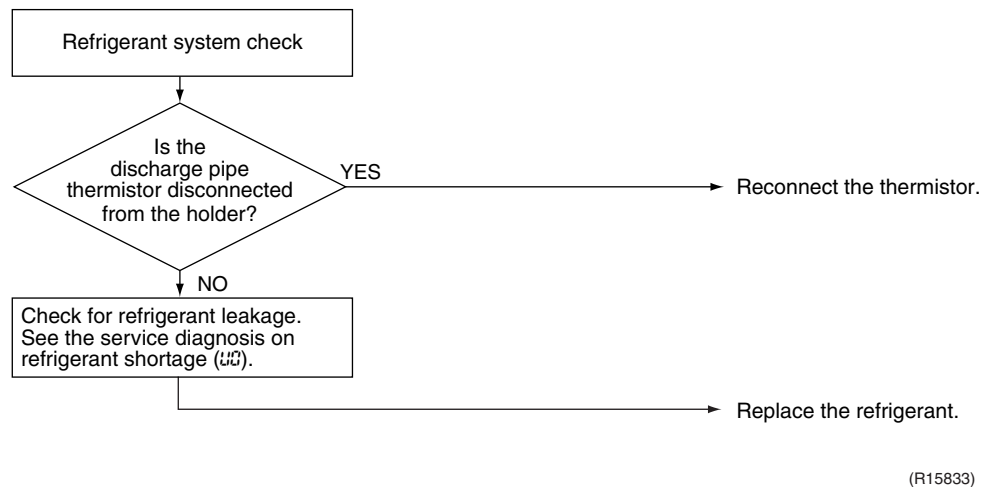 Refrigerant system check
Is the
discharge pipe
thermistor disconnected
from the holder?
YES
Reconnect the thermistor.
NO
Check for refrigerant leakage.
See the service diagnosis on
refrigerant shortage (U0).
Replace the refrigerant.
(R15833)